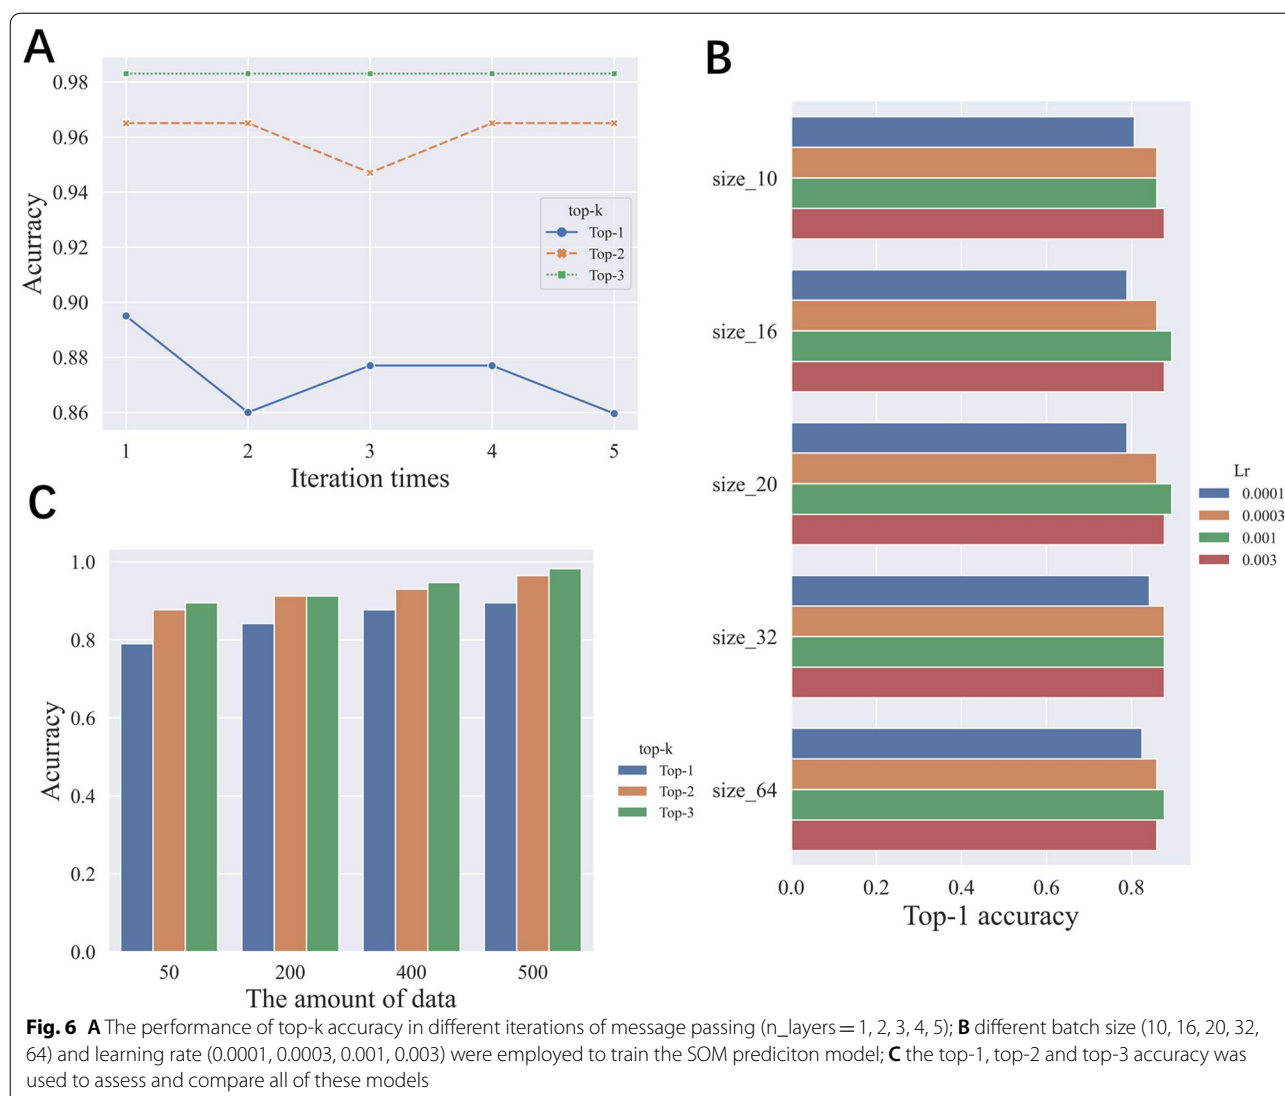 A
0.98
0.96
0.94
0.92
0.90
0.88
0.86
Acurracy
top-k
Top-1
Top-2
Top-3
1 2 3 4 5
Iteration times
B
size_10
size_16
size_20
size_32
size_64
0.0 0.2 0.4 0.6 0.8
Top-1 accuracy
Lr
0.0001
0.0003
0.001
0.003
C
1.0
0.8
0.6
0.4
0.2
0.0
Acurracy
50 200 400 500
The amount of data
top-k
Top-1
Top-2
Top-3
Fig. 6 A The performance of top-k accuracy in different iterations of message passing (n_layers = 1, 2, 3, 4, 5); B different batch size (10, 16, 20, 32,
64) and learning rate (0.0001, 0.0003, 0.001, 0.003) were employed to train the SOM prediciton model; C the top-1, top-2 and top-3 accuracy was
used to assess and compare all of these models